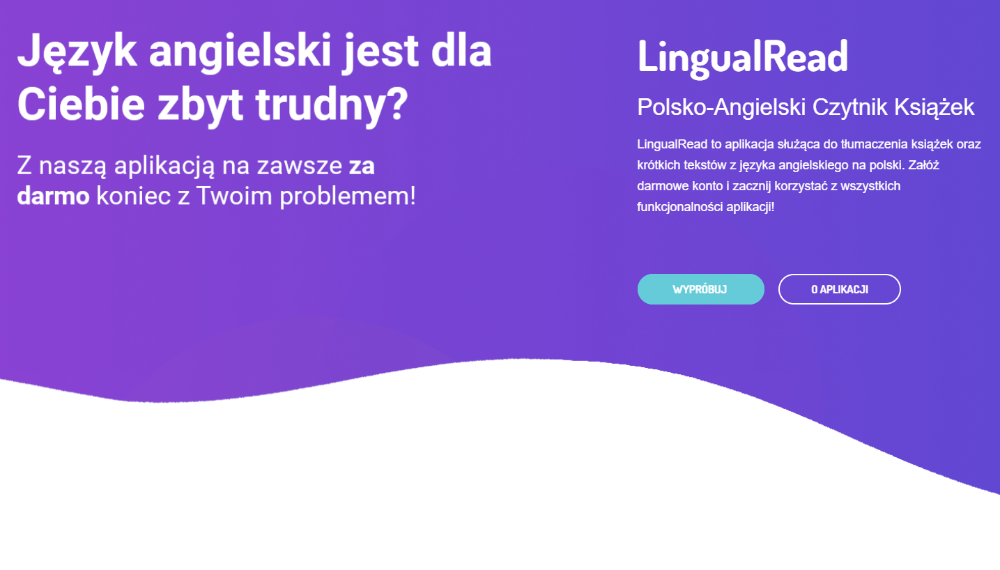 Język angielski jest dla
Ciebie zbyt trudny?
Z naszą aplikacją na zawsze za
darmo koniec z Twoim problemem!
LingualRead
Polsko-Angielski Czytnik Książek
LingualRead to aplikacja służąca do tłumaczenia książek oraz
krótkich tekstów z języka angielskiego na polski. Załóż
darmowe konto i zacznij korzystać z wszystkich
funkcjonalności aplikacji!
WYPRÓBUJ
O APLIKACJI